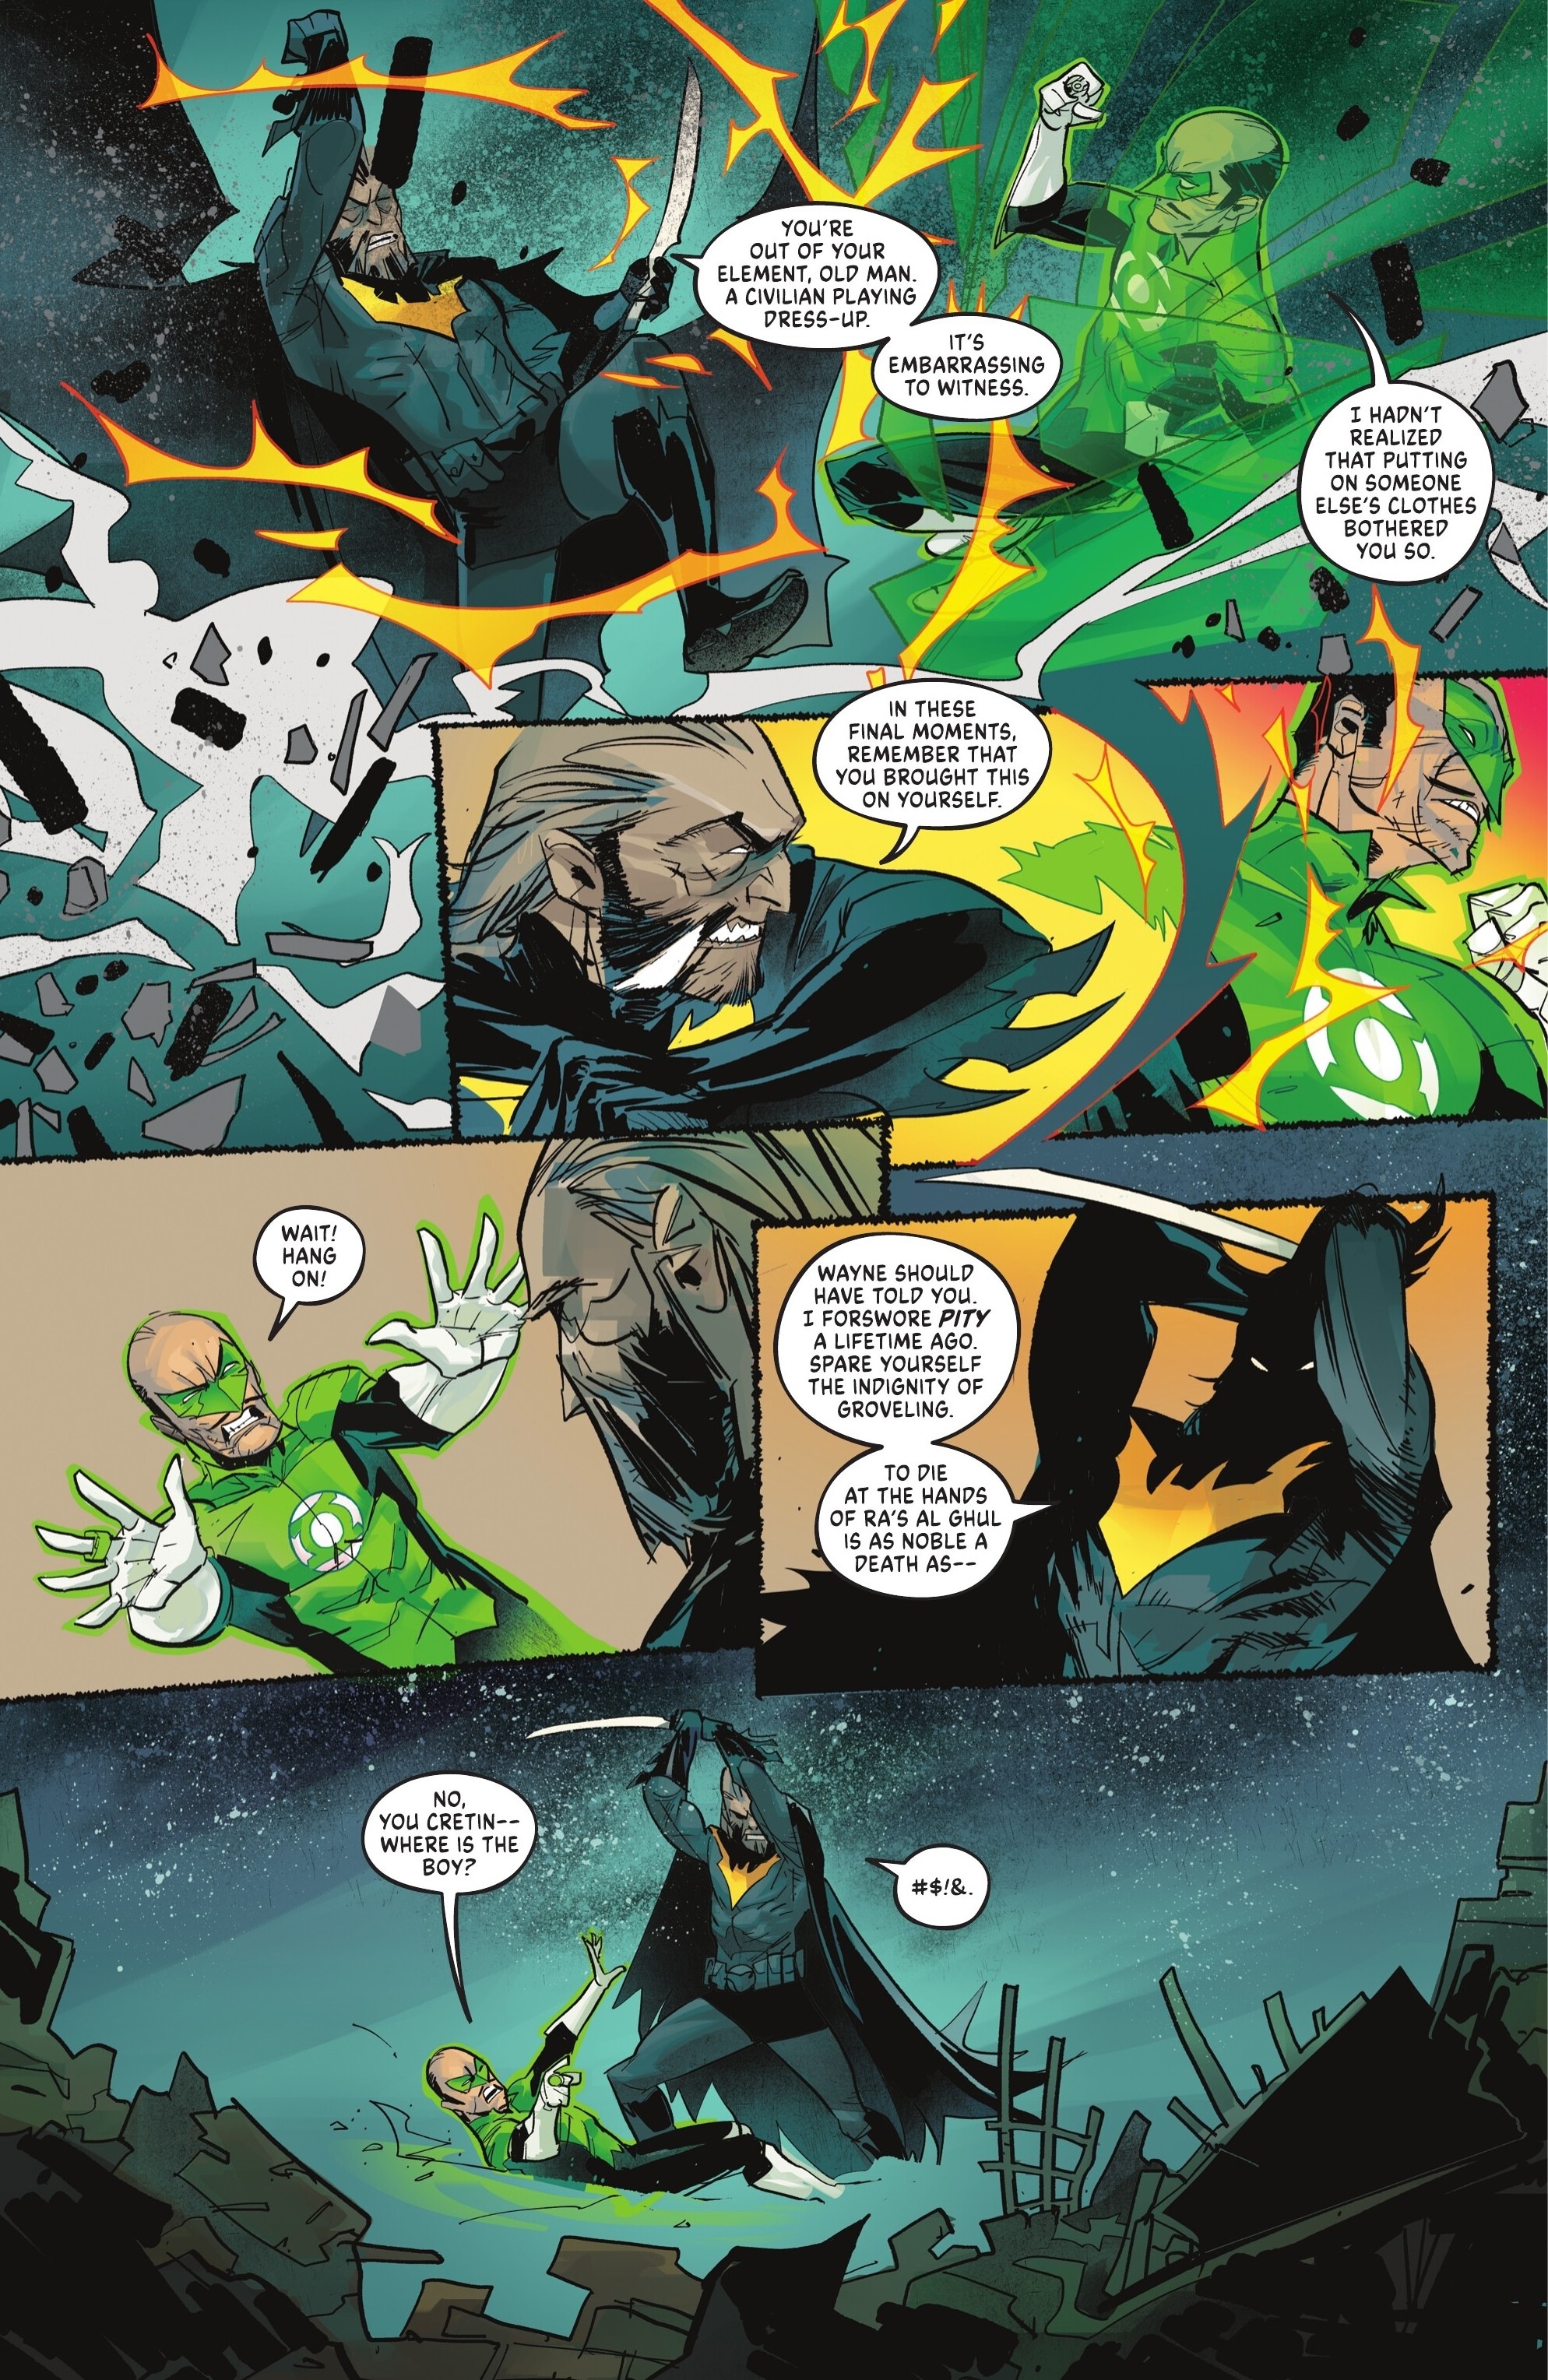 YOU'RE
OUT OF YOUR
ELEMENT, OLD MAN.
A CIVILIAN PLAYING
DRESS-UP.
IT'S
EMBARRASSING
TO WITNESS.
I HADN'T
REALIZED
THAT PUTTING
ON SOMEONE
ELSE'S CLOTHES
BOTHERED
YOU SO.
IN THESE
FINAL MOMENTS,
REMEMBER THAT
YOU BROUGHT THIS
ON YOURSELF.
WAIT!
HANG
ON!
WAYNE SHOULD
HAVE TOLD YOU.
I FORSWORE PITY
A LIFETIME AGO.
SPARE YOURSELF
THE INDIGNITY OF
GROVELING.
TO DIE
AT THE HANDS
OF RA'S AL GHUL
IS AS NOBLE A
DEATH AS--
NO,
YOU CRETIN--
WHERE IS THE
BOY?
#$!&.